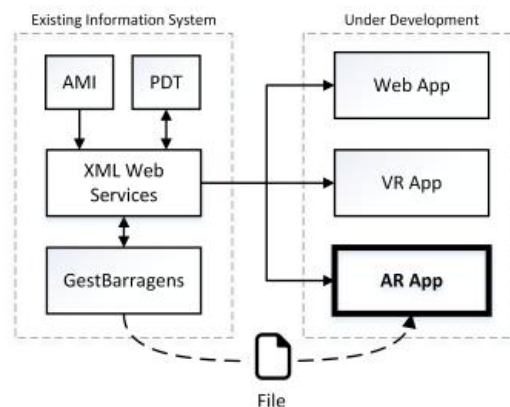 Existing Information System
Under Development
AMI
PDT
Web App
XML Web
Services
VR App
GestBarragens
AR App
File